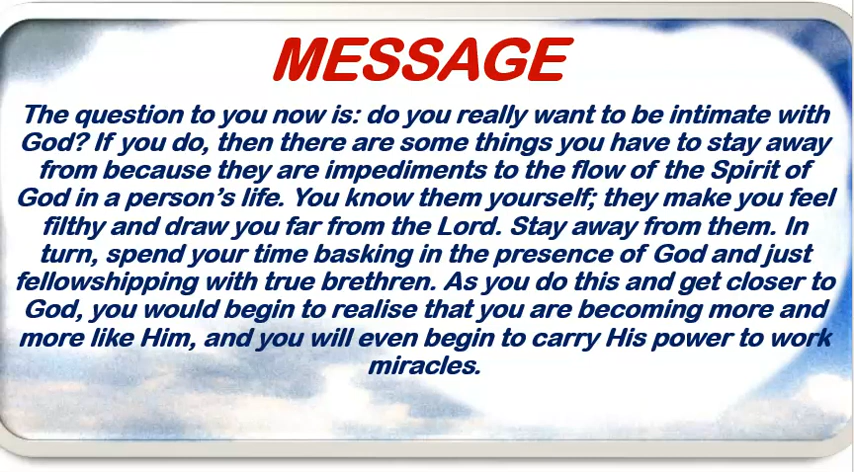 MESSAGE
The question to you now is: do you really want to be intimate with
God? If you do, then there are some things you have to stay away
from because they are impediments to the flow of the Spirit of
God in a person's life. You know them yourself; they make you feel
filthy and draw you far from the Lord. Stay away from them. In
turn, spend your time basking in the presence of God and just
fellowshipping with true brethren. As you do this and get closer to
God, you would begin to realise that you are becoming more and
more like Him, and you will even begin to carry His power to work
miracles.